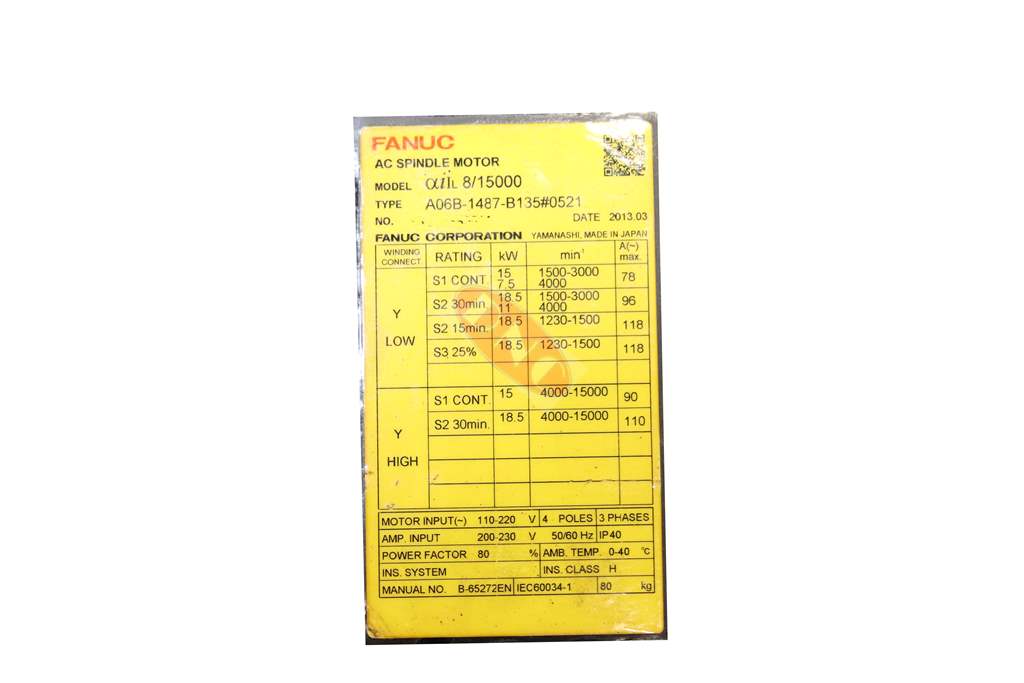 FANUC
AC SPINDLE MOTOR
MODEL αiIL 8/15000
TYPE A06B-1487-B135#0521
NO. DATE 2013.03
FANUC CORPORATION YAMANASHI, MADE IN JAPAN
WINDING CONNECT RATING kW min⁻¹ A(~) max.
Y LOW
S1 CONT. 15 1500-3000 78
7.5 4000
S2 30min. 18.5 1500-3000 96
11 4000
S2 15min. 18.5 1230-1500 118
S3 25% 18.5 1230-1500 118
Y HIGH
S1 CONT. 15 4000-15000 90
S2 30min. 18.5 4000-15000 110
MOTOR INPUT(~) 110-220 V 4 POLES 3 PHASES
AMP. INPUT 200-230 V 50/60 Hz IP40
POWER FACTOR 80 % AMB. TEMP. 0-40 ℃
INS. SYSTEM INS. CLASS H
MANUAL NO. B-65272EN IEC60034-1 80 kg